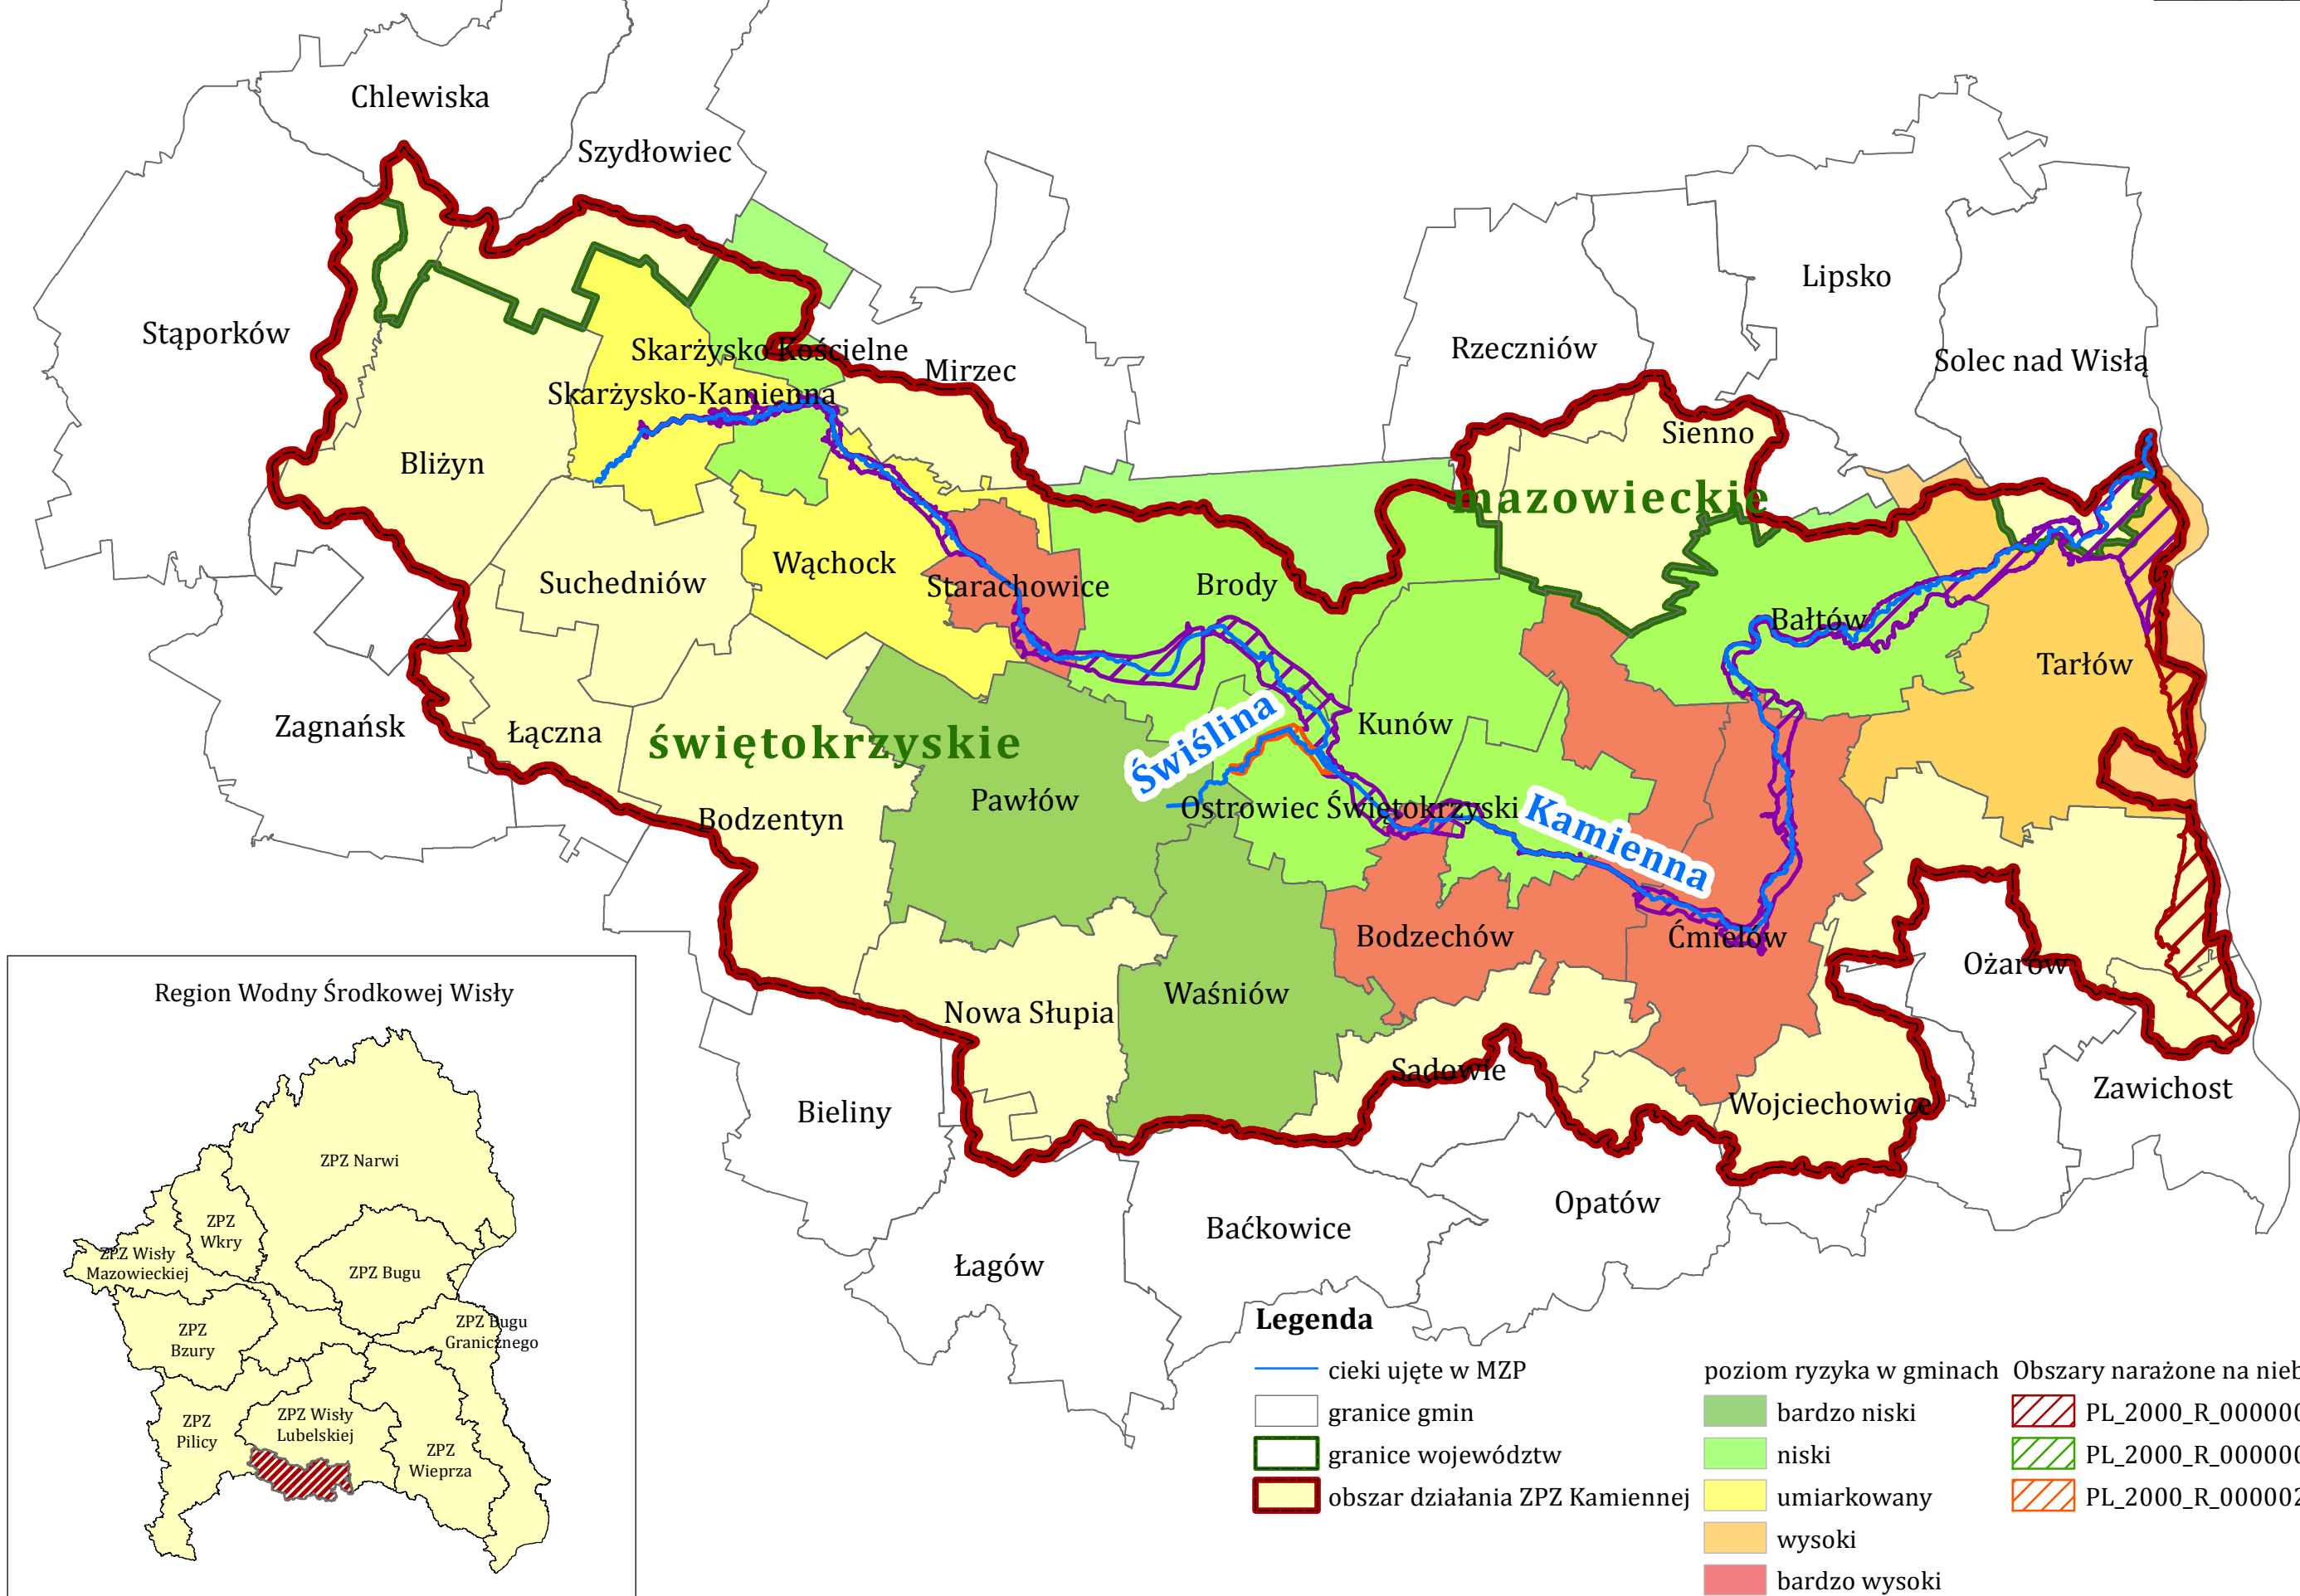 Chlewiska
Szydłowiec
Lipsko
Stąporków
Skarżysko Kościelne
Mirzec
Rzeczniów
Solec nad Wisłą
Skarżysko-Kamienna
Sienno
Bliżyn
mazowieckie
Suchedniów
Wąchock
Starachowice
Brody
Bałtów
Tarłów
Zagnańsk
Łączna
świętokrzyskie
Świślina
Kunów
Bodzentyn
Pawłów
Ostrowiec Świętokrzyski
Kamienna
Bodzechów
Ćmielów
Ożarów
Nowa Słupia
Waśniów
Sadowie
Wojciechowice
Zawichost
Bieliny
Opatów
Baćkowice
Łagów
Region Wodny Środkowej Wisły
ZPZ Narwi
ZPZ
Wkry
ZPZ Wisły
Mazowieckiej
ZPZ Bugu
ZPZ
Bzury
ZPZ Bugu
Granicznego
ZPZ
Pilicy
ZPZ Wisły
Lubelskiej
ZPZ
Wieprza
Legenda
cieki ujęte w MZP
granice gmin
granice województw
obszar działania ZPZ Kamiennej
poziom ryzyka w gminach
bardzo niski
niski
umiarkowany
wysoki
bardzo wysoki
Obszary narażone na